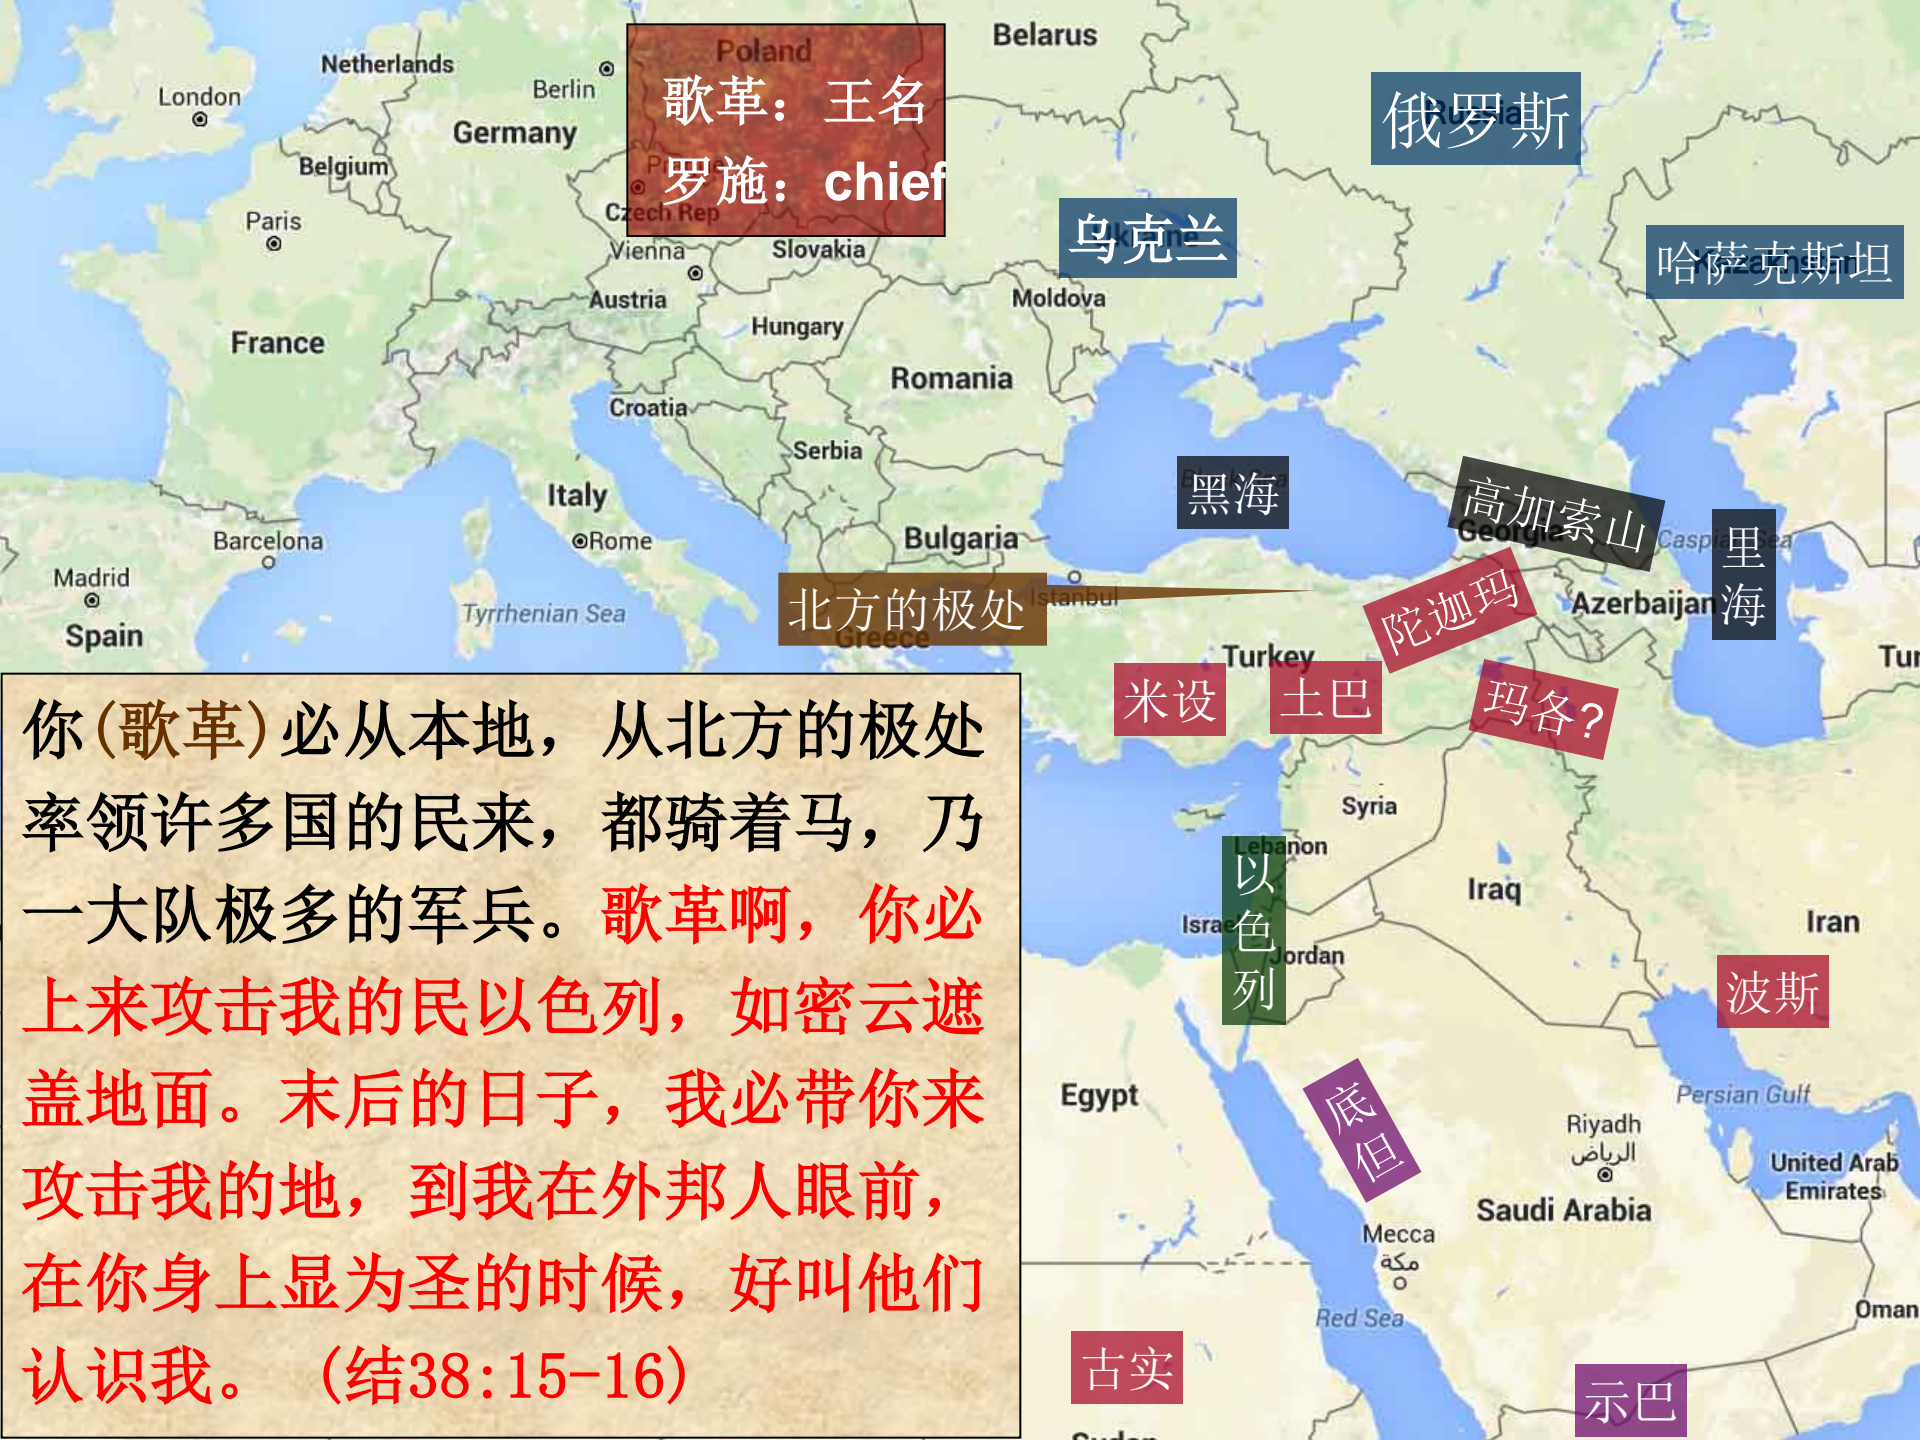 Belarus
Netherlands
Poland
London
Berlin
歌革：王名
俄罗斯
Russia
Germany
Belgium
罗施：chief
Czech Rep
Paris
乌克兰
Vienna
Slovakia
哈萨克斯坦
Austria
Moldova
Hungary
France
Romania
Croatia
Serbia
Italy
黑海
高加索山
Georgia
Barcelona
Rome
Bulgaria
Caspian Sea
里海
Madrid
Tyrrhenian Sea
北方的极处
Istanbul
陀迦玛
Azerbaijan
Spain
Greece
Turkey
米设
土巴
玛各?
你(歌革)必从本地，从北方的极处
率领许多国的民来，都骑着马，乃
一大队极多的军兵。歌革啊，你必
上来攻击我的民以色列，如密云遮
盖地面。末后的日子，我必带你来
攻击我的地，到我在外邦人眼前，
在你身上显为圣的时候，好叫他们
认识我。 (结38:15-16)
Syria
Lebanon
以色列
Iraq
Israel
Iran
Jordan
波斯
Egypt
底但
Persian Gulf
Riyadh
الرياض
United Arab
Emirates
Saudi Arabia
Mecca
مكة
Red Sea
Oman
古实
示巴